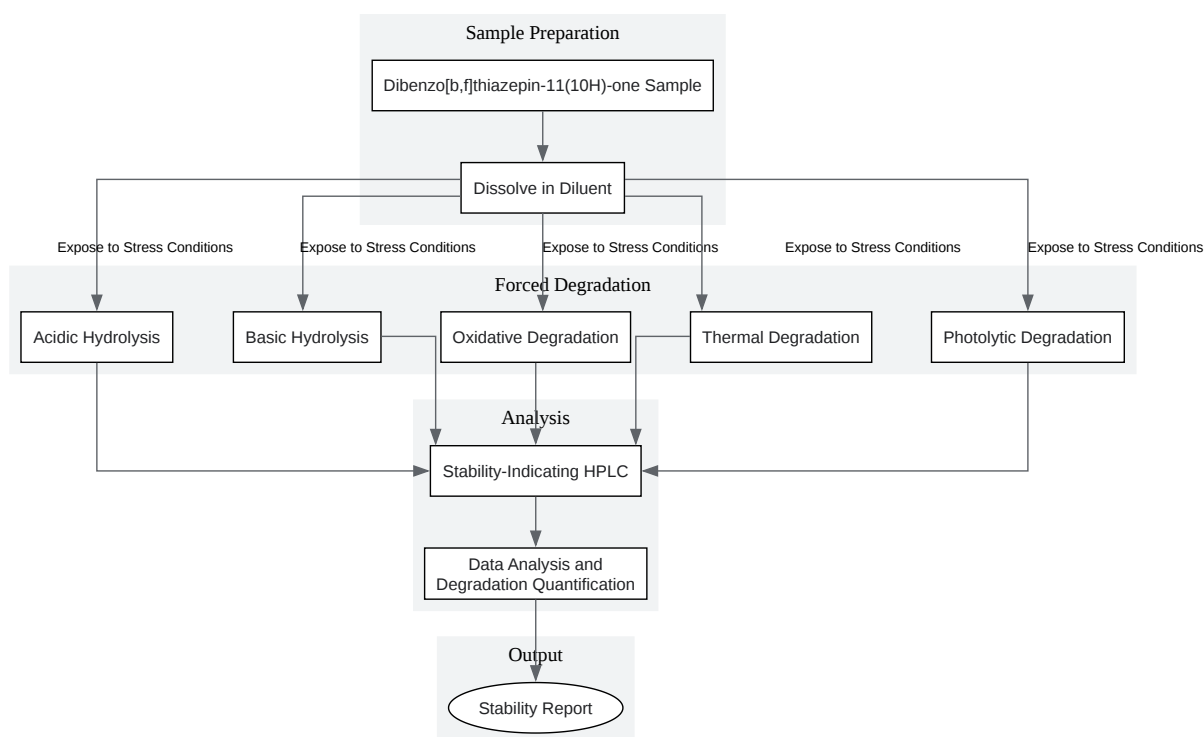 Sample Preparation
Dibenzo[b,f]thiazepin-11(10H)-one Sample
Dissolve in Diluent
Expose to Stress Conditions
Expose to Stress Conditions
Expose to Stress Conditions
Expose to Stress Conditions
Expose to Stress Conditions
Forced Degradation
Acidic Hydrolysis
Basic Hydrolysis
Oxidative Degradation
Thermal Degradation
Photolytic Degradation
Analysis
Stability-Indicating HPLC
Data Analysis and
Degradation Quantification
Output
Stability Report